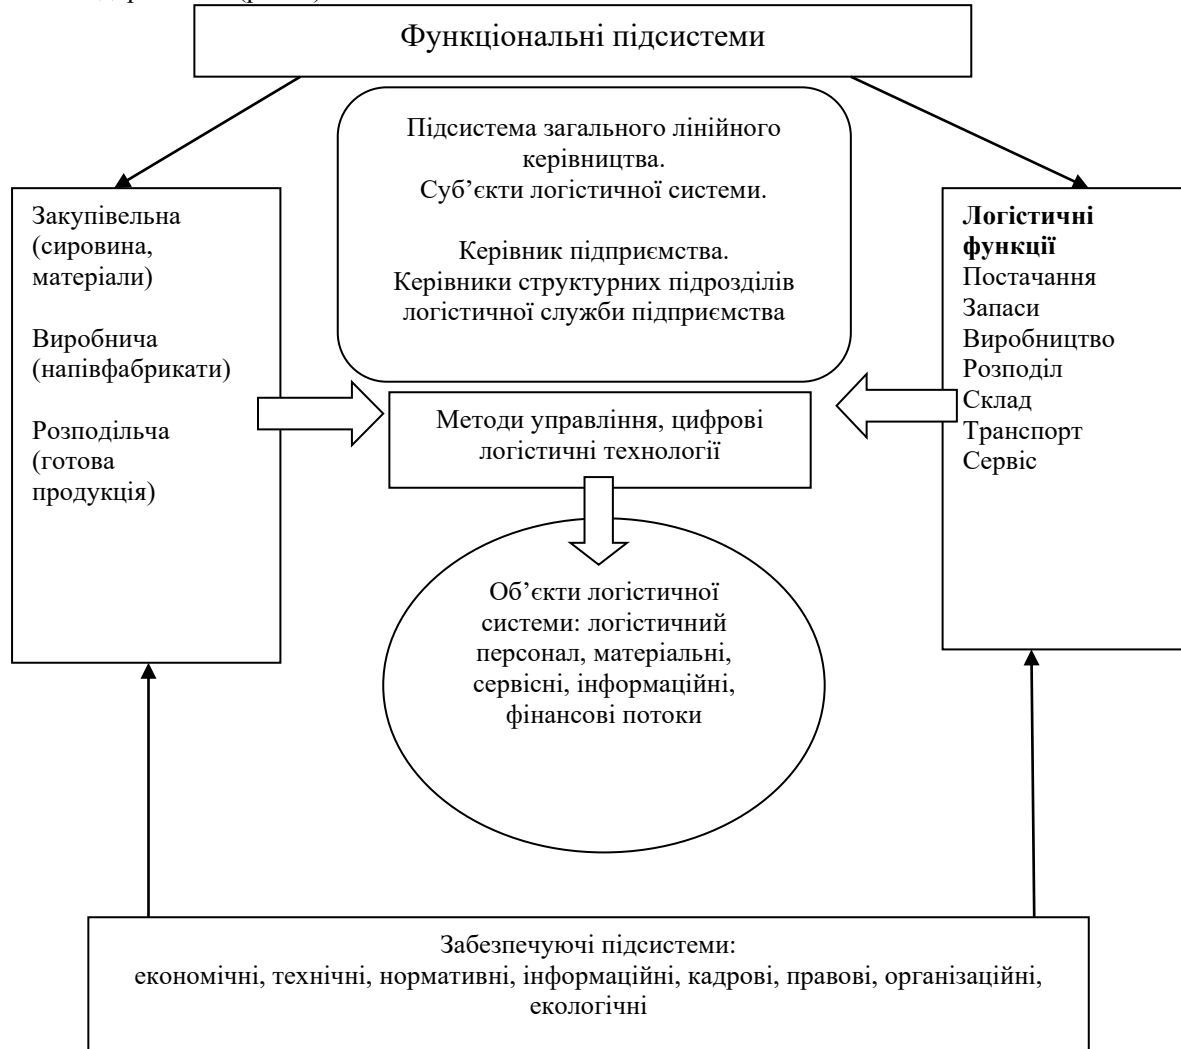 Функціональні підсистеми
Підсистема загального лінійного
керівництва.
Суб’єкти логістичної системи.
Керівник підприємства.
Керівники структурних підрозділів
логістичної служби підприємства
Закупівельна
(сировина,
матеріали)
Виробнича
(напівфабрикати)
Розподільча
(готова
продукція)
Логістичні
функції
Постачання
Запаси
Виробництво
Розподіл
Склад
Транспорт
Сервіс
Методи управління, цифрові
логістичні технології
Об’єкти логістичної
системи: логістичний
персонал, матеріальні,
сервісні, інформаційні,
фінансові потоки
Забезпечуючі підсистеми:
економічні, технічні, нормативні, інформаційні, кадрові, правові, організаційні,
екологічні